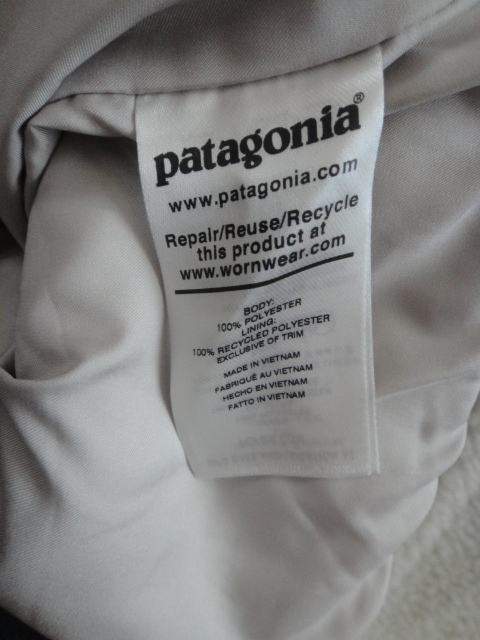 patagonia®
www.patagonia.com
Repair/Reuse/Recycle
this product at
www.wornwear.com
BODY:
100% POLYESTER
LINING:
100% RECYCLED POLYESTER
EXCLUSIVE OF TRIM
MADE IN VIETNAM
FABRIQUÉ AU VIETNAM
HECHO EN VIETNAM
FATTO IN VIETNAM